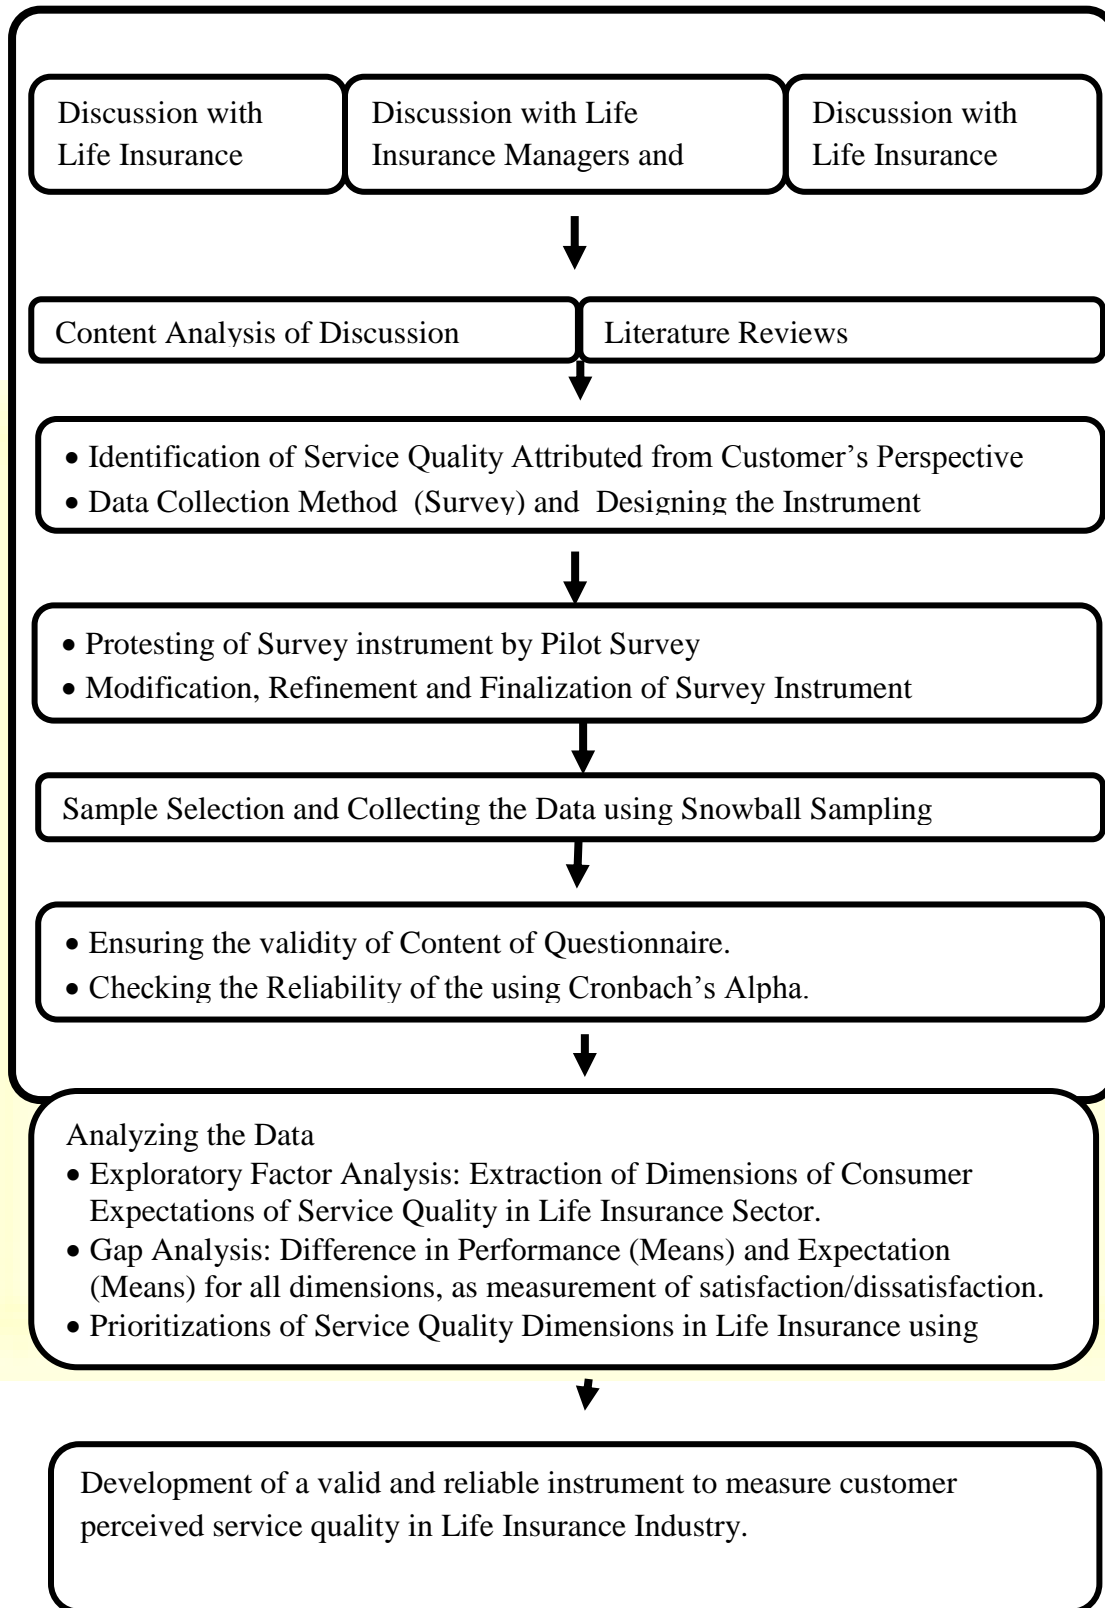 Discussion with
Life Insurance
Discussion with Life
Insurance Managers and
Discussion with
Life Insurance
Content Analysis of Discussion
Literature Reviews
• Identification of Service Quality Attributed from Customer’s Perspective
• Data Collection Method (Survey) and Designing the Instrument
• Protesting of Survey instrument by Pilot Survey
• Modification, Refinement and Finalization of Survey Instrument
Sample Selection and Collecting the Data using Snowball Sampling
• Ensuring the validity of Content of Questionnaire.
• Checking the Reliability of the using Cronbach’s Alpha.
Analyzing the Data
• Exploratory Factor Analysis: Extraction of Dimensions of Consumer
Expectations of Service Quality in Life Insurance Sector.
• Gap Analysis: Difference in Performance (Means) and Expectation
(Means) for all dimensions, as measurement of satisfaction/dissatisfaction.
• Prioritizations of Service Quality Dimensions in Life Insurance using
Development of a valid and reliable instrument to measure customer
perceived service quality in Life Insurance Industry.